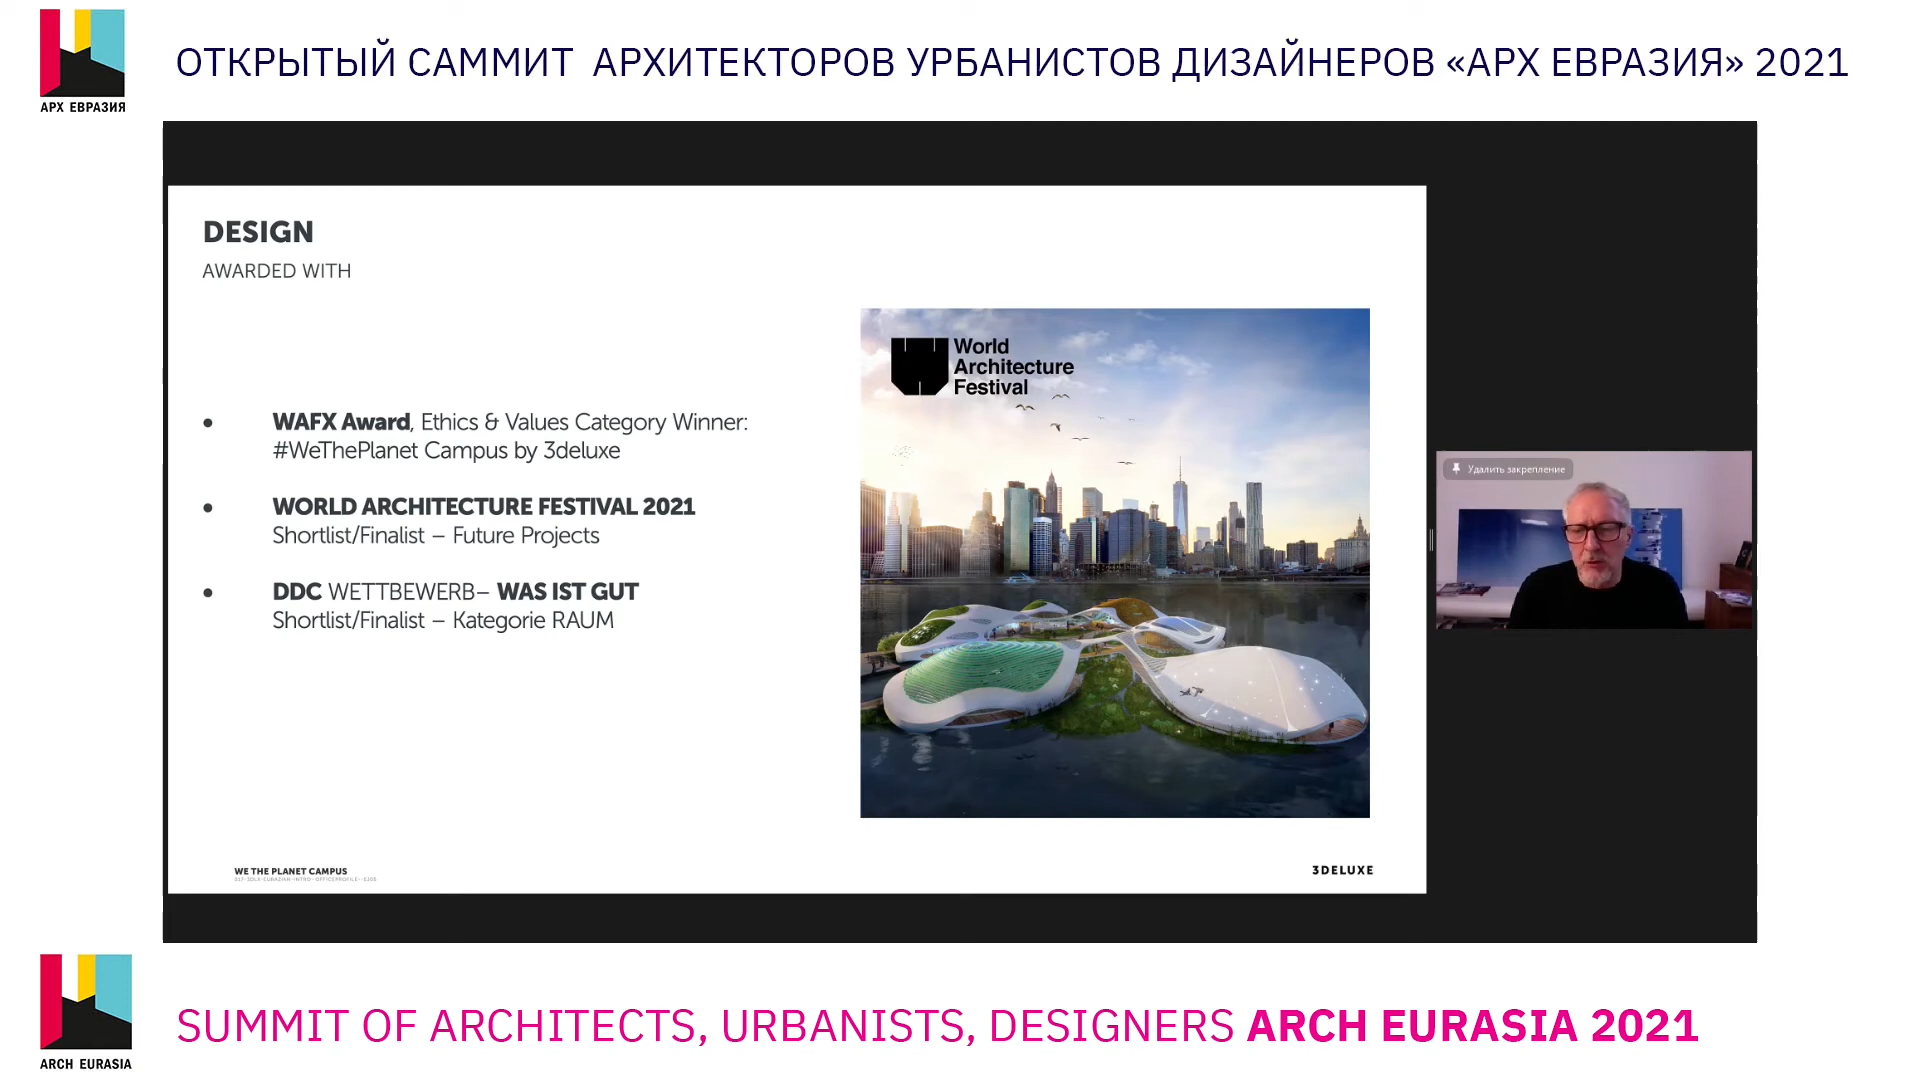 АРХ ЕВРАЗИЯ
ОТКРЫТЫЙ САММИТ АРХИТЕКТОРОВ УРБАНИСТОВ ДИЗАЙНЕРОВ «АРХ ЕВРАЗИЯ» 2021
DESIGN
AWARDED WITH
• WAFX Award, Ethics & Values Category Winner:
#WeThePlanet Campus by 3deluxe
• WORLD ARCHITECTURE FESTIVAL 2021
Shortlist/Finalist – Future Projects
• DDC WETTBEWERB– WAS IST GUT
Shortlist/Finalist – Kategorie RAUM
World
Architecture
Festival
Удалить закрепление
WE THE PLANET CAMPUS
3DELUXE
ARCH EURASIA
SUMMIT OF ARCHITECTS, URBANISTS, DESIGNERS ARCH EURASIA 2021